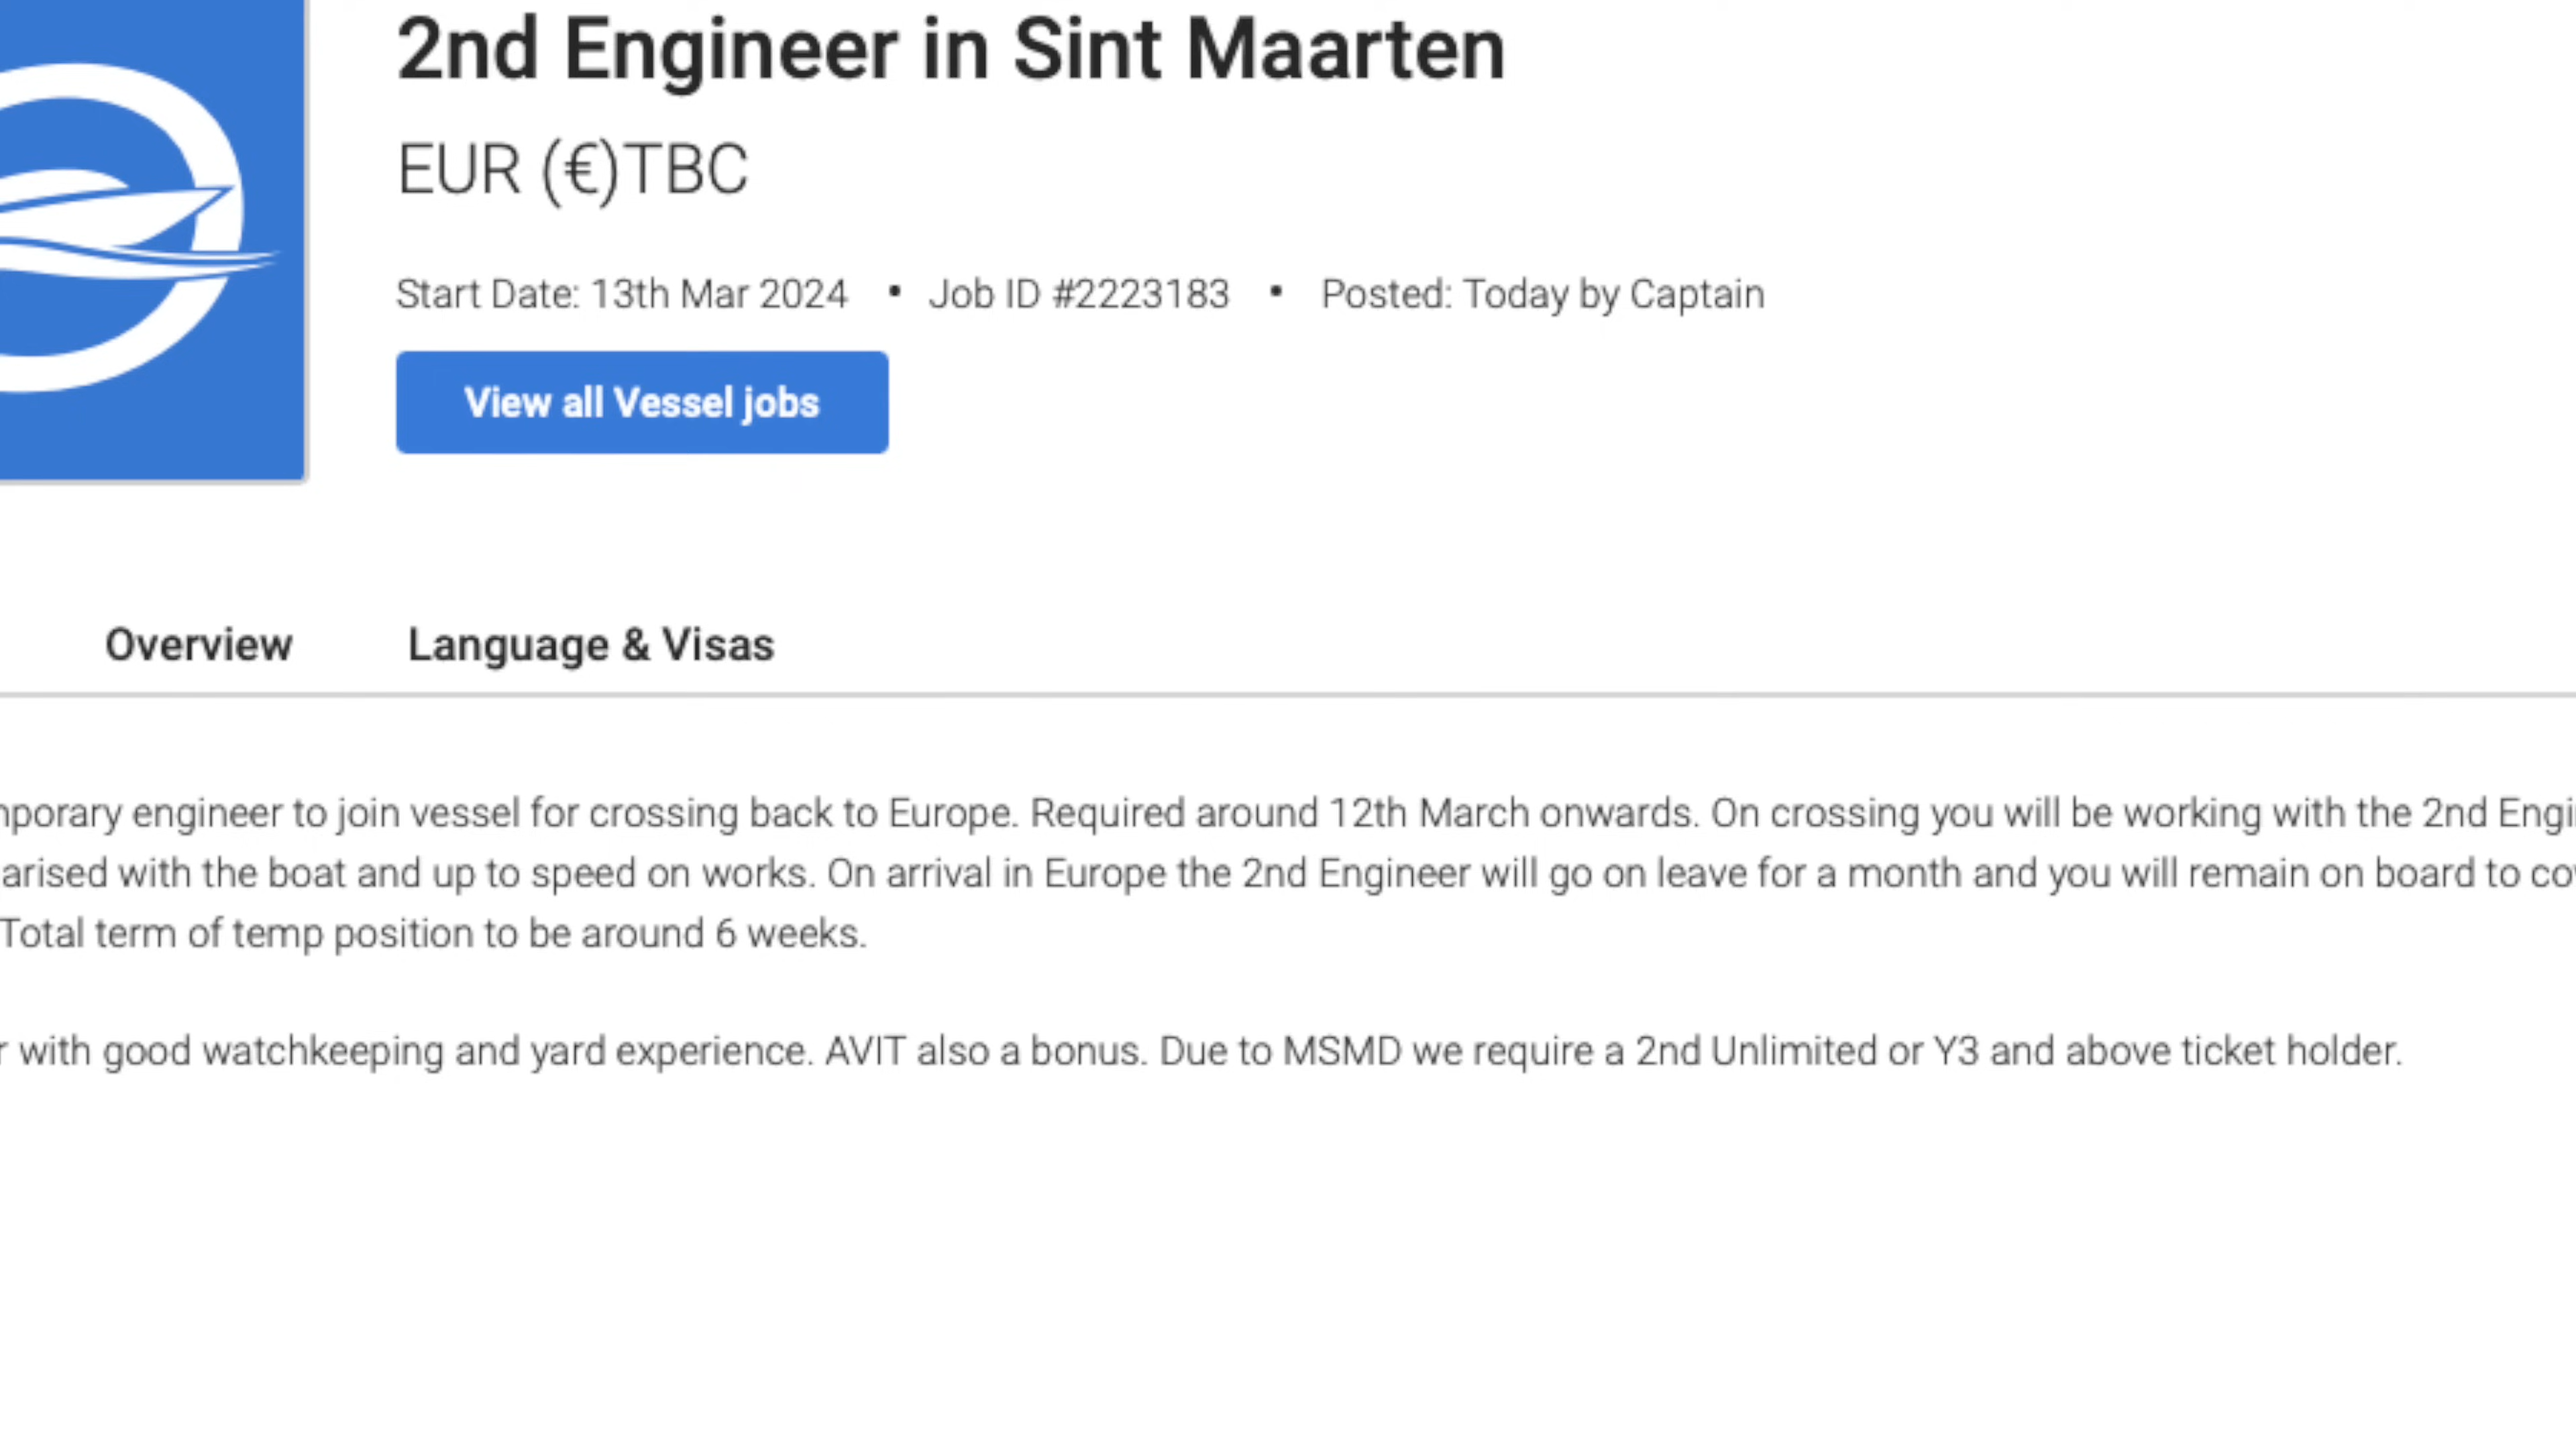 2nd Engineer in Sint Maarten
EUR (€)TBC
Start Date: 13th Mar 2024 • Job ID #2223183 • Posted: Today by Captain
View all Vessel jobs
Overview Language & Visas
engineer to join vessel for crossing back to Europe. Required around 12th March onwards. On crossing you will be working with the 2nd
with the boat and up to speed on works. On arrival in Europe the 2nd Engineer will go on leave for a month and you will remain on board to
Total term of temp position to be around 6 weeks.
with good watchkeeping and yard experience. AVIT also a bonus. Due to MSMD we require a 2nd Unlimited or Y3 and above ticket holder.